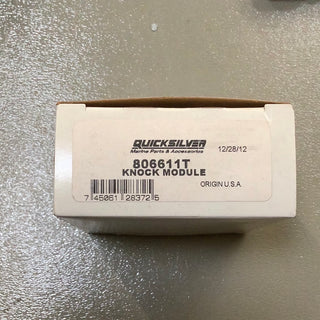 QUICKSILVER 12/28/12
Marine Parts & Accessories
806611T
KNOCK MODULE
ORIGIN U.S.A.
7 45061 28372 5